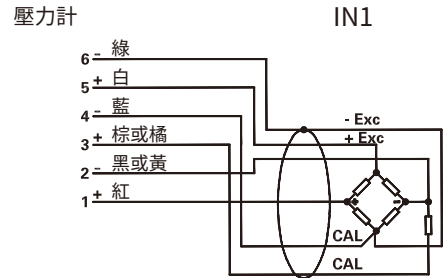 壓力計
IN1
6 - 綠
5 + 白
4 - 藍
3 + 棕或橘
2 - 黑或黃
1 + 紅
- Exc
+ Exc
+ -
CAL
CAL